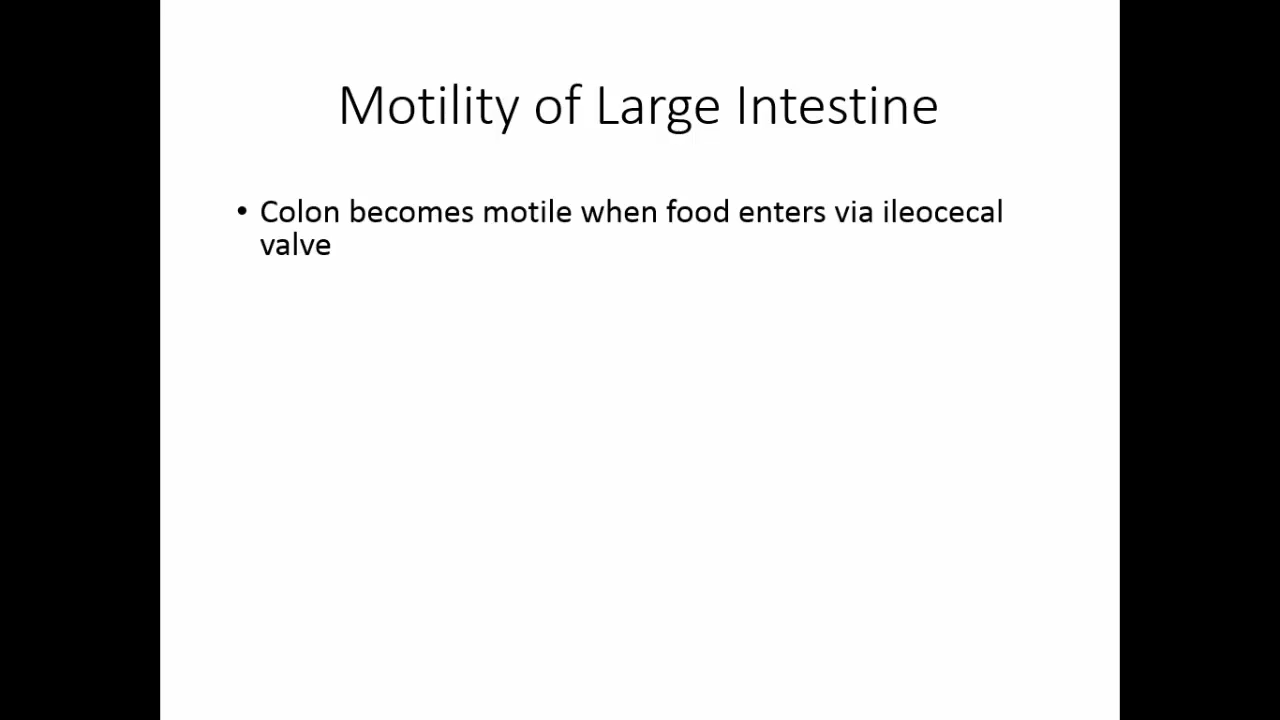 Motility of Large Intestine
• Colon becomes motile when food enters via ileocecal
valve